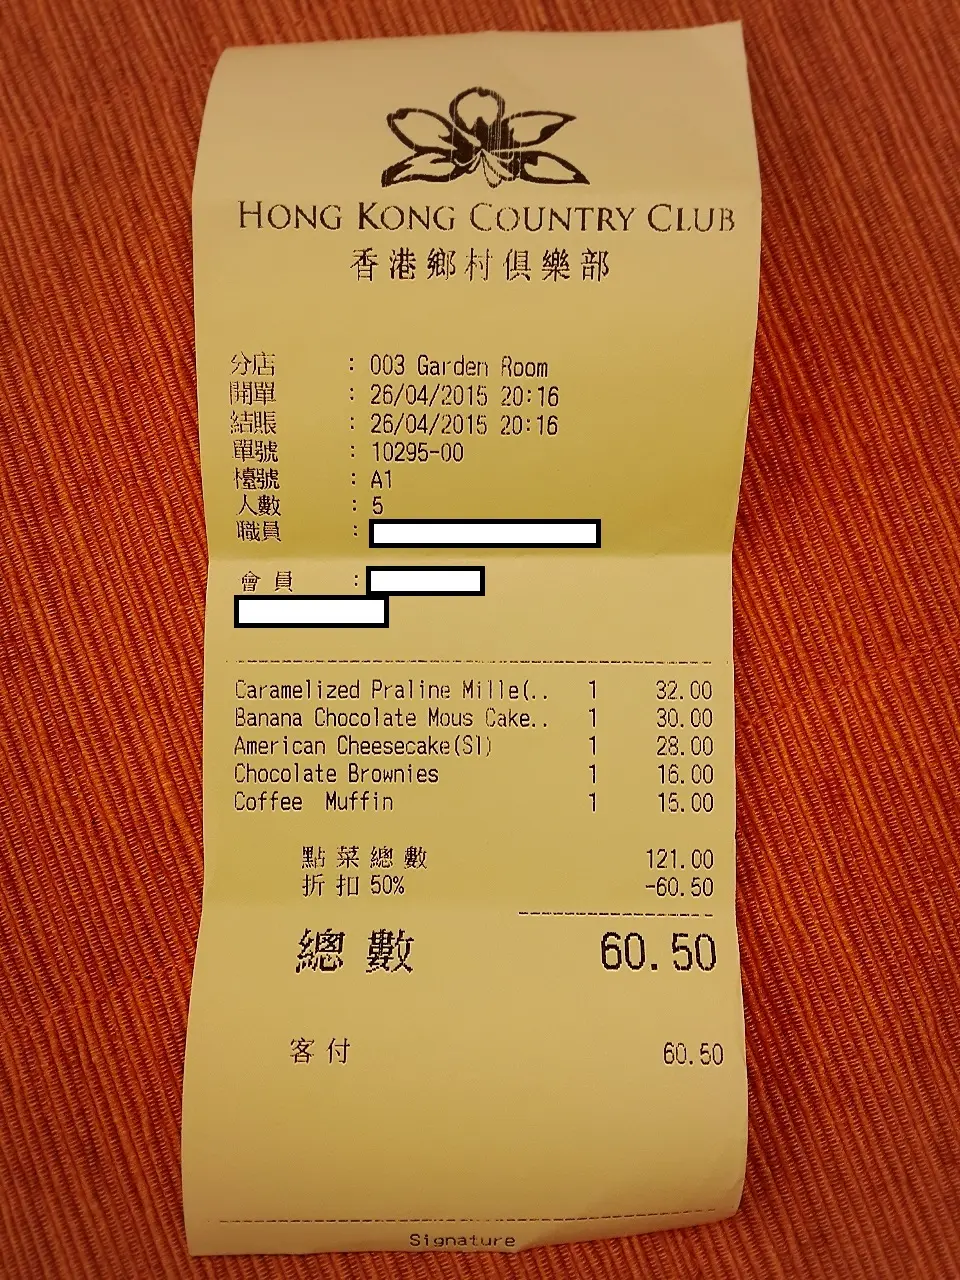 HONG KONG COUNTRY CLUB
香港鄉村俱樂部
分店 : 003 Garden Room
開單 : 26/04/2015 20:16
結賬 : 26/04/2015 20:16
單號 : 10295-00
檯號 : A1
人數 : 5
職員 :
會員 :
Caramelized Praline Mille(.. 1 32.00
Banana Chocolate Mous Cake.. 1 30.00
American Cheesecake(Sl) 1 28.00
Chocolate Brownies 1 16.00
Coffee Muffin 1 15.00
點菜總數 121.00
折扣 50% -60.50
總數 60.50
客付 60.50
Signature